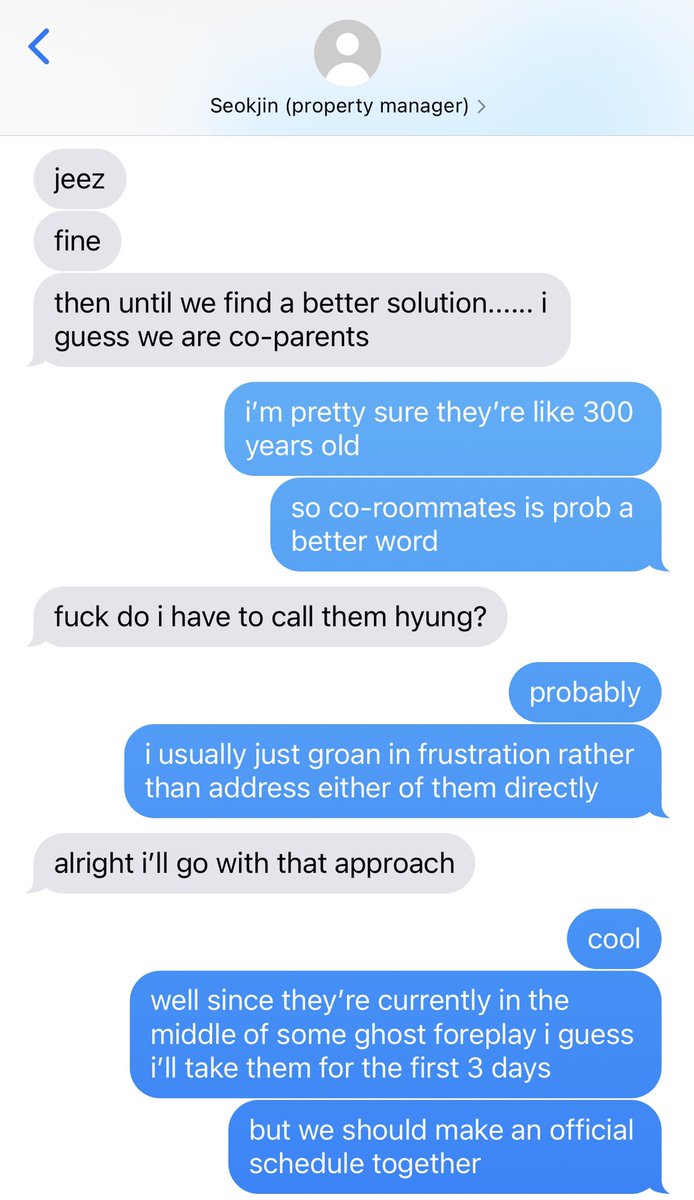 Seokjin (property manager)
jeez
fine
then until we find a better solution...... i
guess we are co-parents
i’m pretty sure they’re like 300
years old
so co-roommates is prob a
better word
fuck do i have to call them hyung?
probably
i usually just groan in frustration rather
than address either of them directly
alright i’ll go with that approach
cool
well since they’re currently in the
middle of some ghost foreplay i guess
i’ll take them for the first 3 days
but we should make an official
schedule together